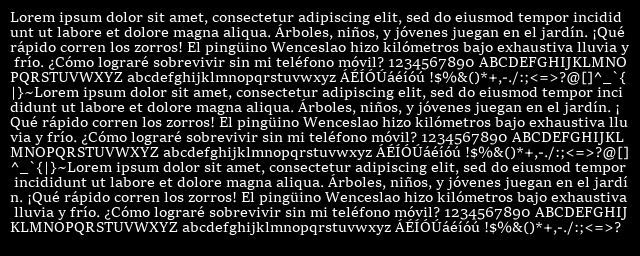 Lorem ipsum dolor sit amet, consectetur adipiscing elit, sed do eiusmod tempor incidid
unt ut labore et dolore magna aliqua. Árboles, niños, y jóvenes juegan en el jardín. ¡Qué
rápido corren los zorros! El pingüino Wenceslao hizo kilómetros bajo exhaustiva lluvia y
frío. ¿Cómo lograré sobrevivir sin mi teléfono móvil? 1234567890 ABCDEFGHIJKLMNO
PQRSTUVWXYZ abcdefghijklmnopqrstuvwxyz ÁÉÍÓÚáéíóú !$%&()*+,-./:;<=>?@[]^_`{
|}~Lorem ipsum dolor sit amet, consectetur adipiscing elit, sed do eiusmod tempor inci
didunt ut labore et dolore magna aliqua. Árboles, niños, y jóvenes juegan en el jardín. ¡
Qué rápido corren los zorros! El pingüino Wenceslao hizo kilómetros bajo exhaustiva llu
via y frío. ¿Cómo lograré sobrevivir sin mi teléfono móvil? 1234567890 ABCDEFGHIJKL
MNOPQRSTUVWXYZ abcdefghijklmnopqrstuvwxyz ÁÉÍÓÚáéíóú !$%&()*+,-./:;<=>?@[]
^_`{|}~Lorem ipsum dolor sit amet, consectetur adipiscing elit, sed do eiusmod tempor
incididunt ut labore et dolore magna aliqua. Árboles, niños, y jóvenes juegan en el jardí
n. ¡Qué rápido corren los zorros! El pingüino Wenceslao hizo kilómetros bajo exhaustiva
lluvia y frío. ¿Cómo lograré sobrevivir sin mi teléfono móvil? 1234567890 ABCDEFGHIJ
KLMNOPQRSTUVWXYZ abcdefghijklmnopqrstuvwxyz ÁÉÍÓÚáéíóú !$%&()*+,-./:;<=>?